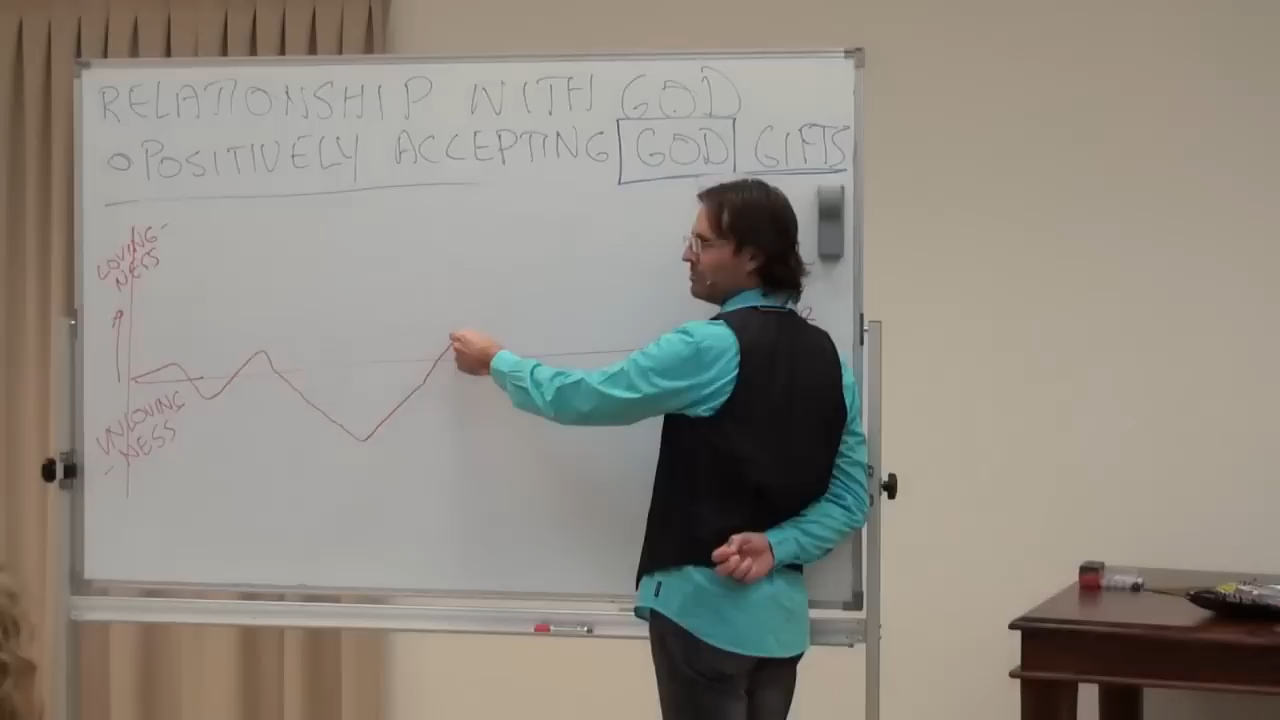 RELATIONSHIP WITH GOD
o POSITIVELY ACCEPTING GOD GIFTS
LOVING-
NESS
UNLOVING
- NESS